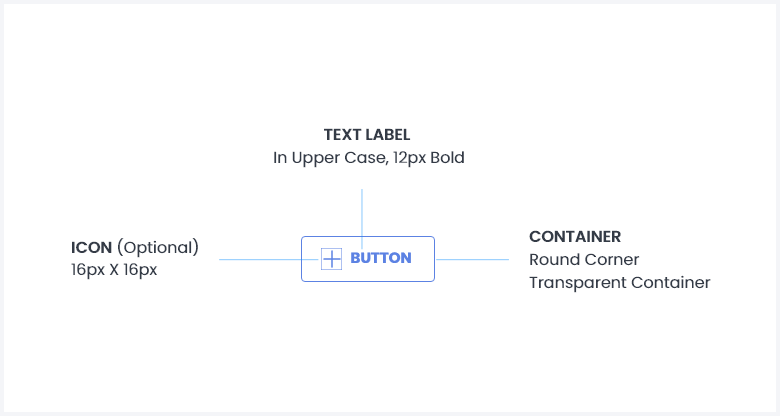 TEXT LABEL
In Upper Case, 12px Bold
ICON (Optional)
16px X 16px
BUTTON
CONTAINER
Round Corner
Transparent Container